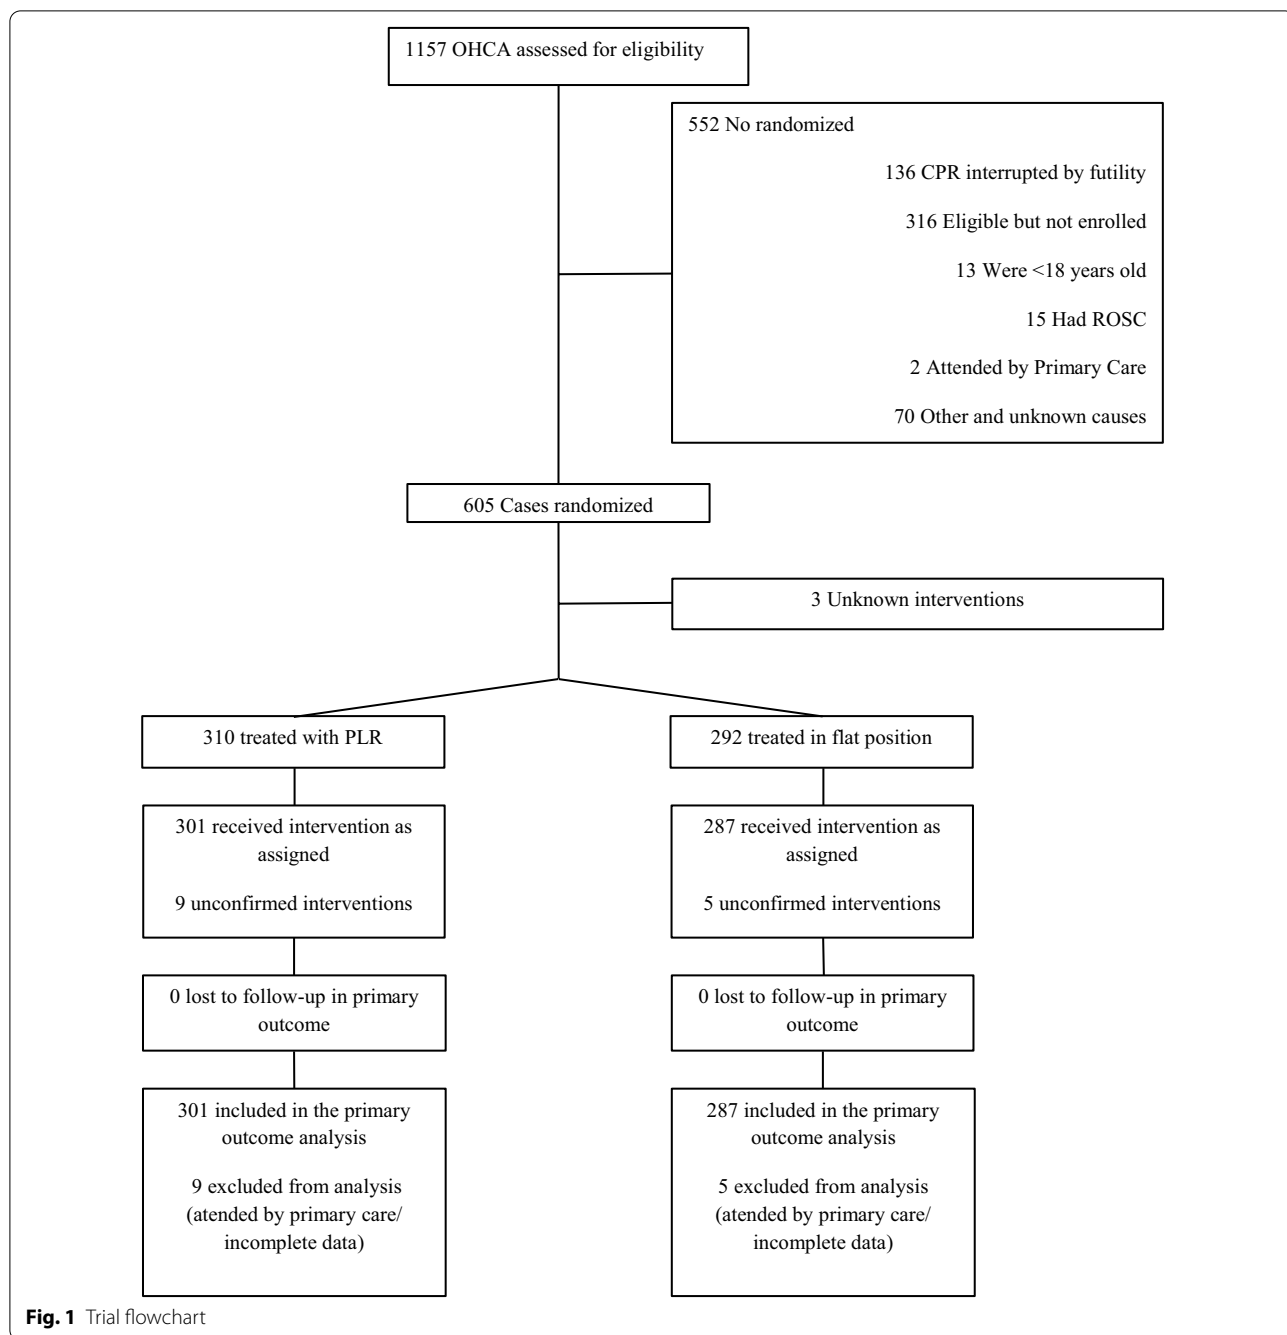 1157 OHCA assessed for eligibility
552 No randomized
136 CPR interrupted by futility
316 Eligible but not enrolled
13 Were <18 years old
15 Had ROSC
2 Attended by Primary Care
70 Other and unknown causes
605 Cases randomized
3 Unknown interventions
310 treated with PLR
292 treated in flat position
301 received intervention as
assigned
9 unconfirmed interventions
287 received intervention as
assigned
5 unconfirmed interventions
0 lost to follow-up in primary
outcome
0 lost to follow-up in primary
outcome
301 included in the primary
outcome analysis
9 excluded from analysis
(atended by primary care/
incomplete data)
287 included in the primary
outcome analysis
5 excluded from analysis
(atended by primary care/
incomplete data)
Fig. 1 Trial flowchart